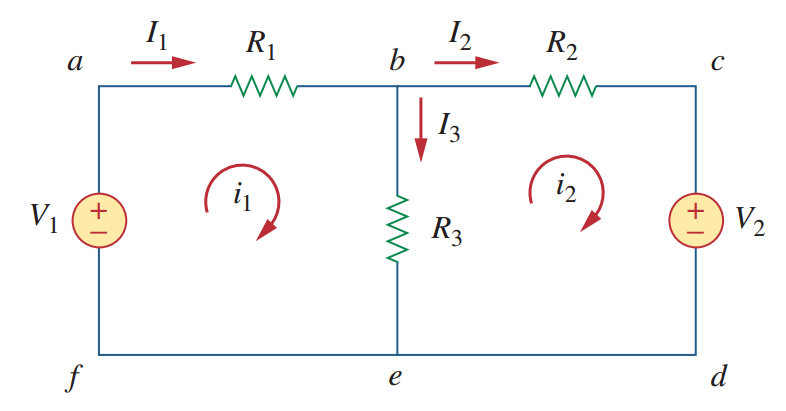 a I₁ R₁ b I₂ R₂ c
I₃
i₁ i₂
V₁ + − R₃ + − V₂
f e d